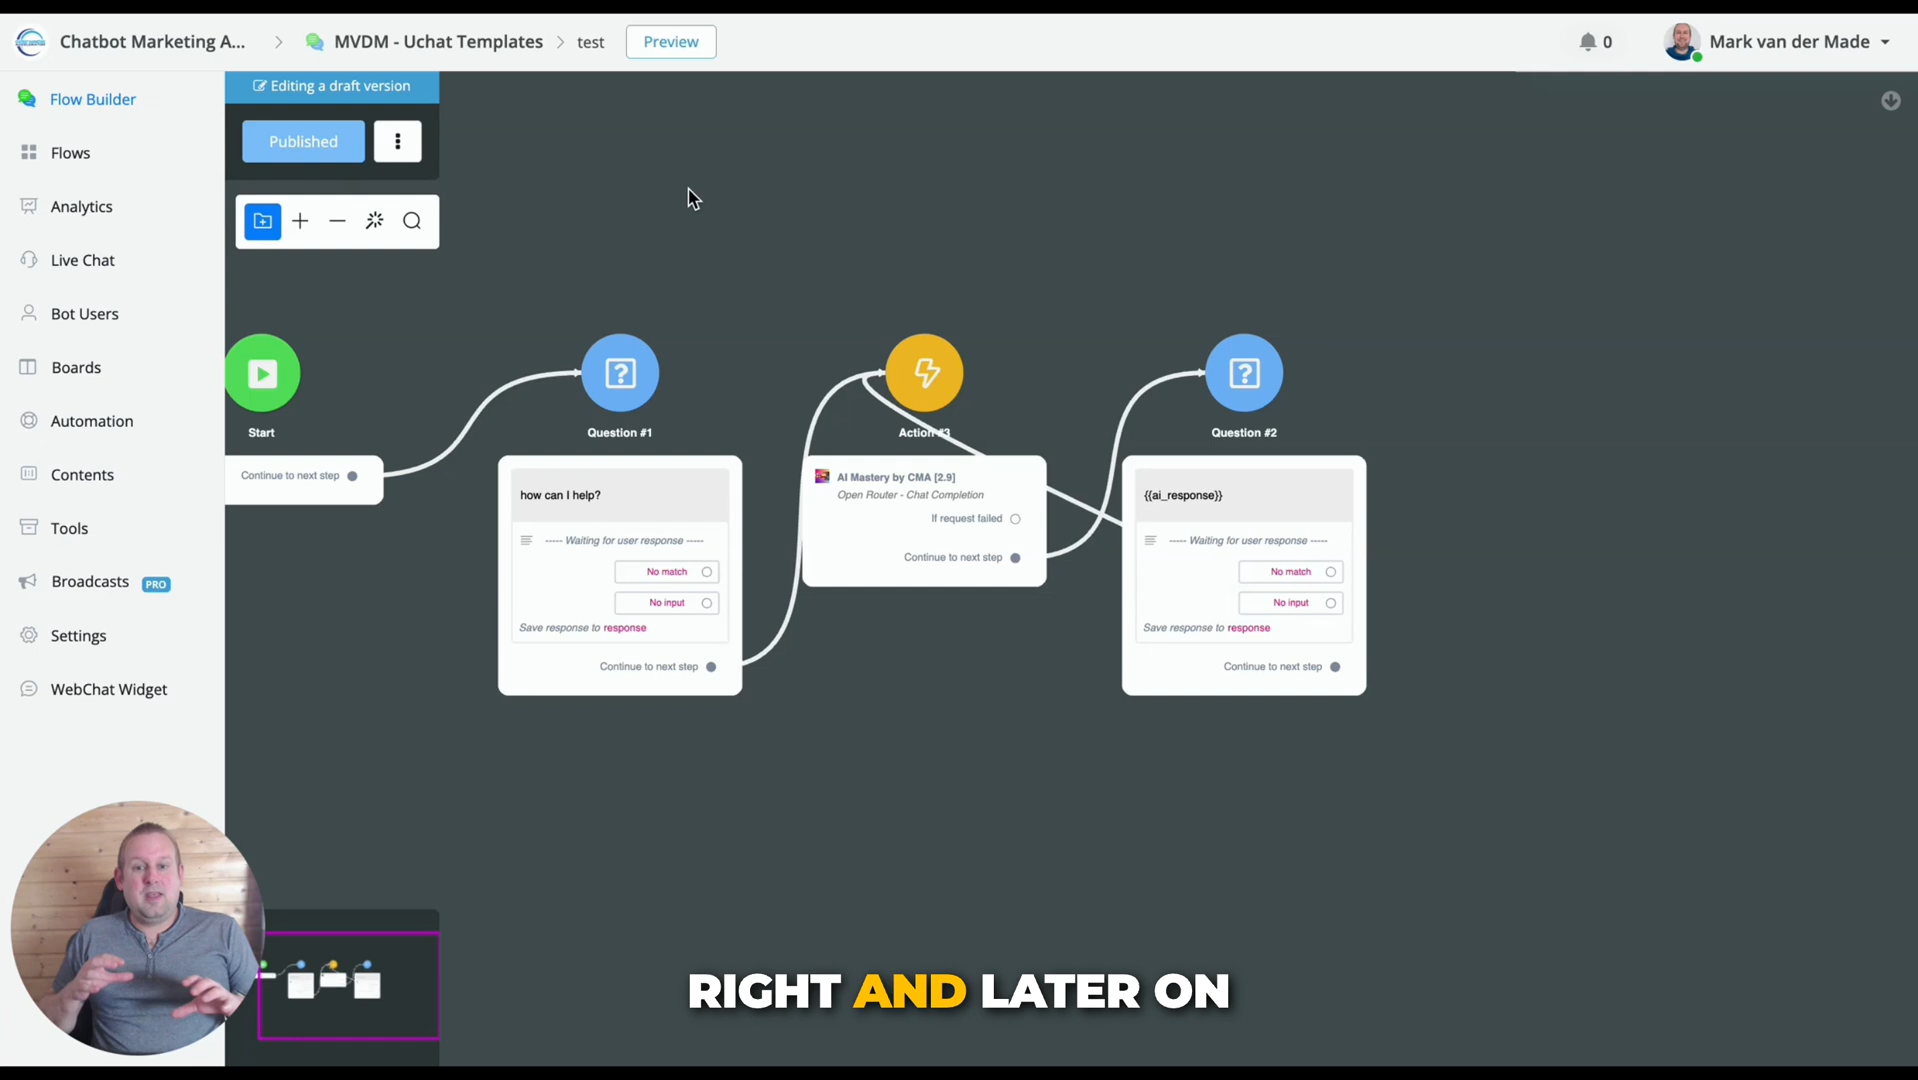 Chatbot Marketing A...
MVDM - Uchat Templates
test
Preview
0
Mark van der Made
Flow Builder
Flows
Analytics
Live Chat
Bot Users
Boards
Automation
Contents
Tools
Broadcasts PRO
Settings
WebChat Widget
Editing a draft version
Published
Start
Continue to next step
Question #1
how can I help?
----- Waiting for user response -----
No match
No input
Save response to response
Continue to next step
Action #3
AI Mastery by CMA [2.9]
Open Router - Chat Completion
If request failed
Continue to next step
Question #2
{{ai_response}}
----- Waiting for user response -----
No match
No input
Save response to response
Continue to next step
RIGHT AND LATER ON